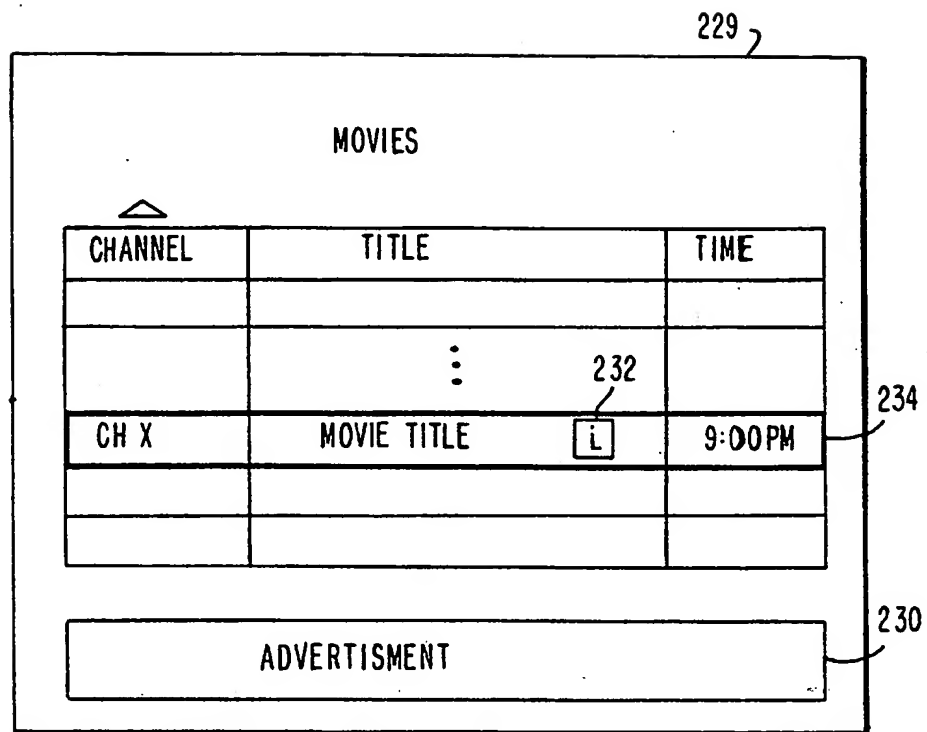 229
MOVIES
CHANNEL TITLE TIME
232
234
CH X MOVIE TITLE i 9:00PM
230
ADVERTISMENT